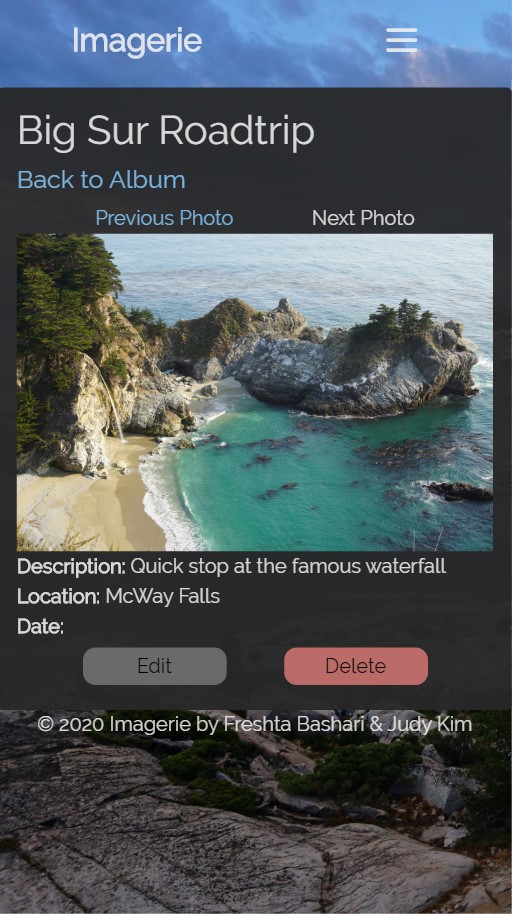 Imagerie
Big Sur Roadtrip
Back to Album
Previous Photo Next Photo
Description: Quick stop at the famous waterfall
Location: McWay Falls
Date:
Edit Delete
© 2020 Imagerie by Freshta Bashari & Judy Kim